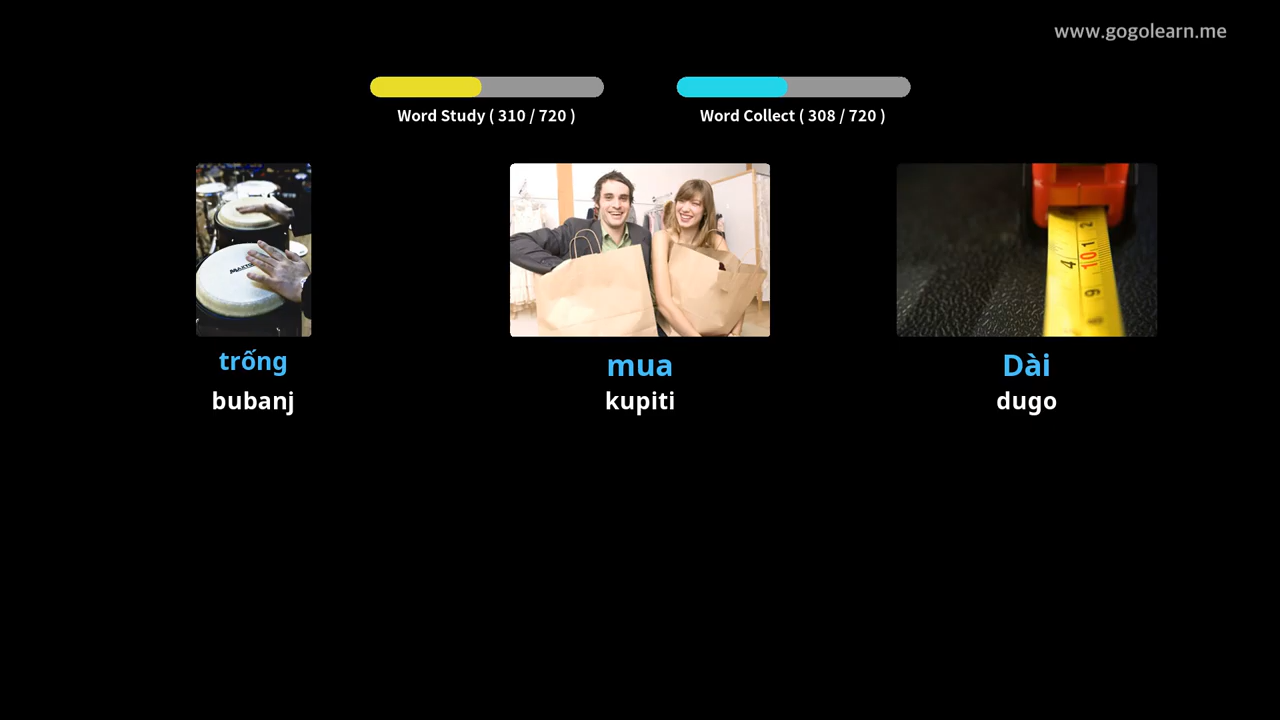 www.gogolearn.me
Word Study ( 310 / 720 )
Word Collect ( 308 / 720 )
trống
mua
Dài
bubanj
kupiti
dugo